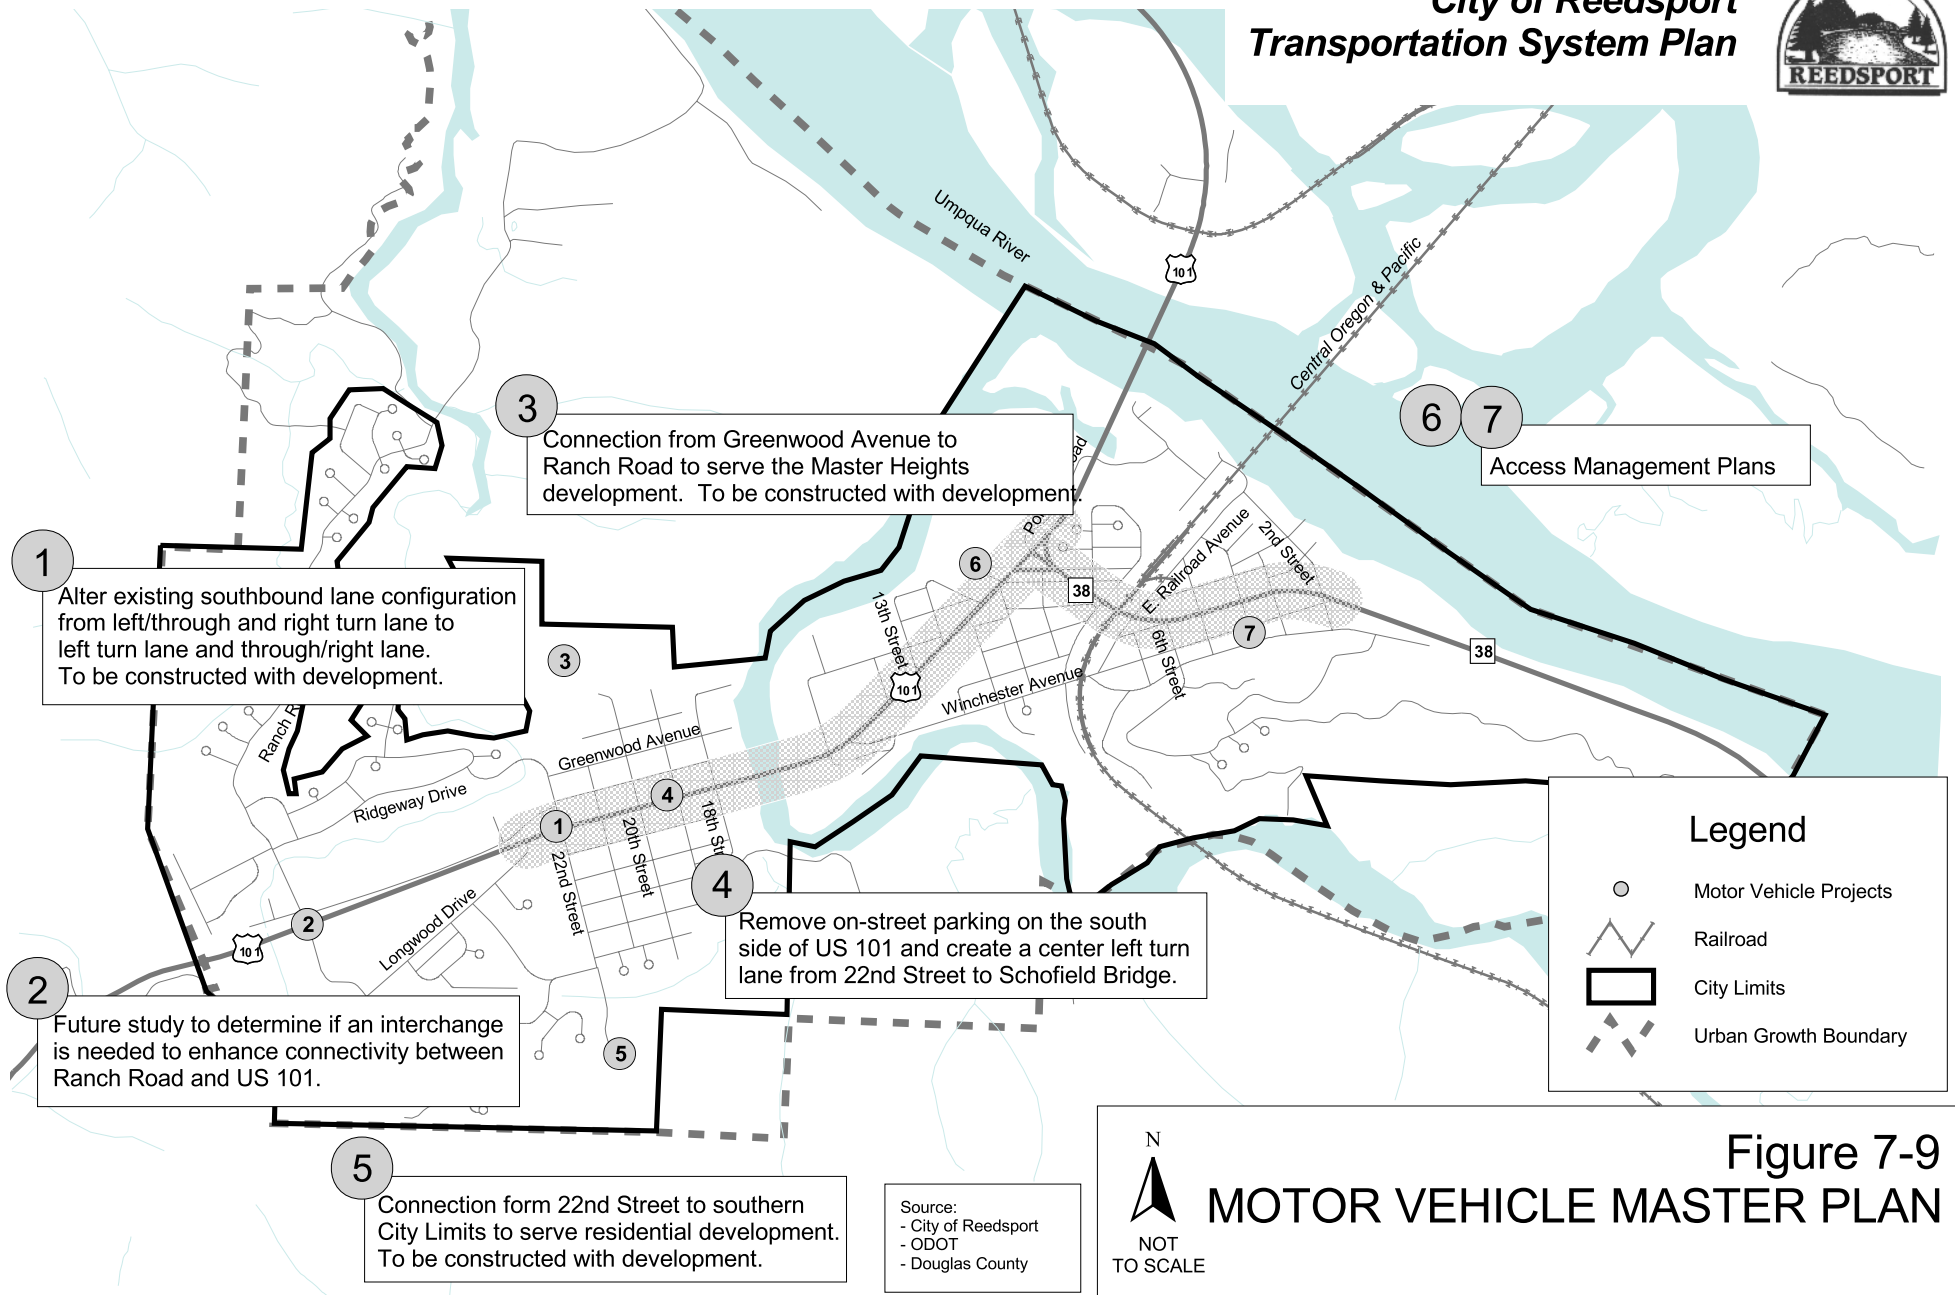 City of Reedsport
Transportation System Plan
REEDSPORT
Umpqua River
101
Central Oregon & Pacific
3
Connection from Greenwood Avenue to
Ranch Road to serve the Master Heights
development.  To be constructed with development.
6 7
Access Management Plans
1
Alter existing southbound lane configuration
from left/through and right turn lane to
left turn lane and through/right lane.
To be constructed with development.
6
38
E. Railroad Avenue
2nd Street
13th Street
7
6th Street
38
3
101
Winchester Avenue
Greenwood Avenue
Ridgeway Drive
4
1
18th
20th Street
22nd Street
Longwood Drive
2
101
4
Remove on-street parking on the south
side of US 101 and create a center left turn
lane from 22nd Street to Schofield Bridge.
2
Future study to determine if an interchange
is needed to enhance connectivity between
Ranch Road and US 101.
5
5
Connection form 22nd Street to southern
City Limits to serve residential development.
To be constructed with development.
Legend
Motor Vehicle Projects
Railroad
City Limits
Urban Growth Boundary
Source:
- City of Reedsport
- ODOT
- Douglas County
N
NOT
TO SCALE
Figure 7-9
MOTOR VEHICLE MASTER PLAN